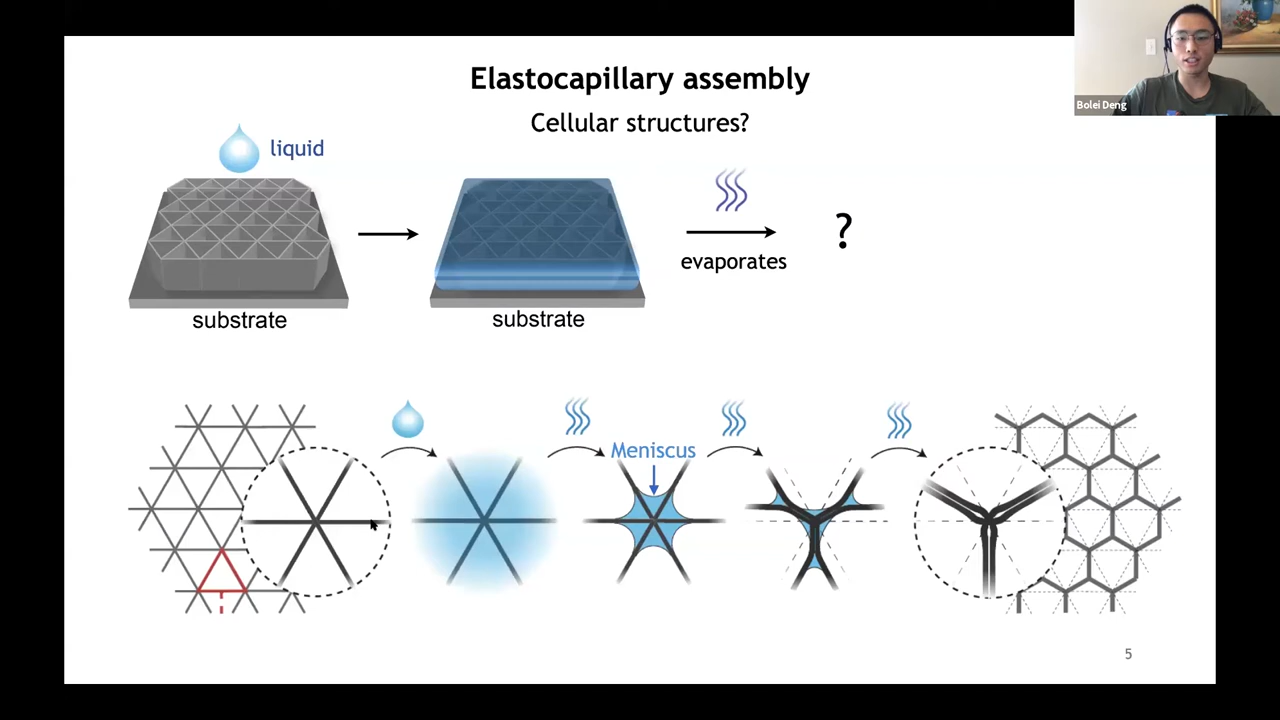 Elastocapillary assembly
Cellular structures?
liquid
evaporates
?
substrate
substrate
Meniscus
5
Bolei Deng